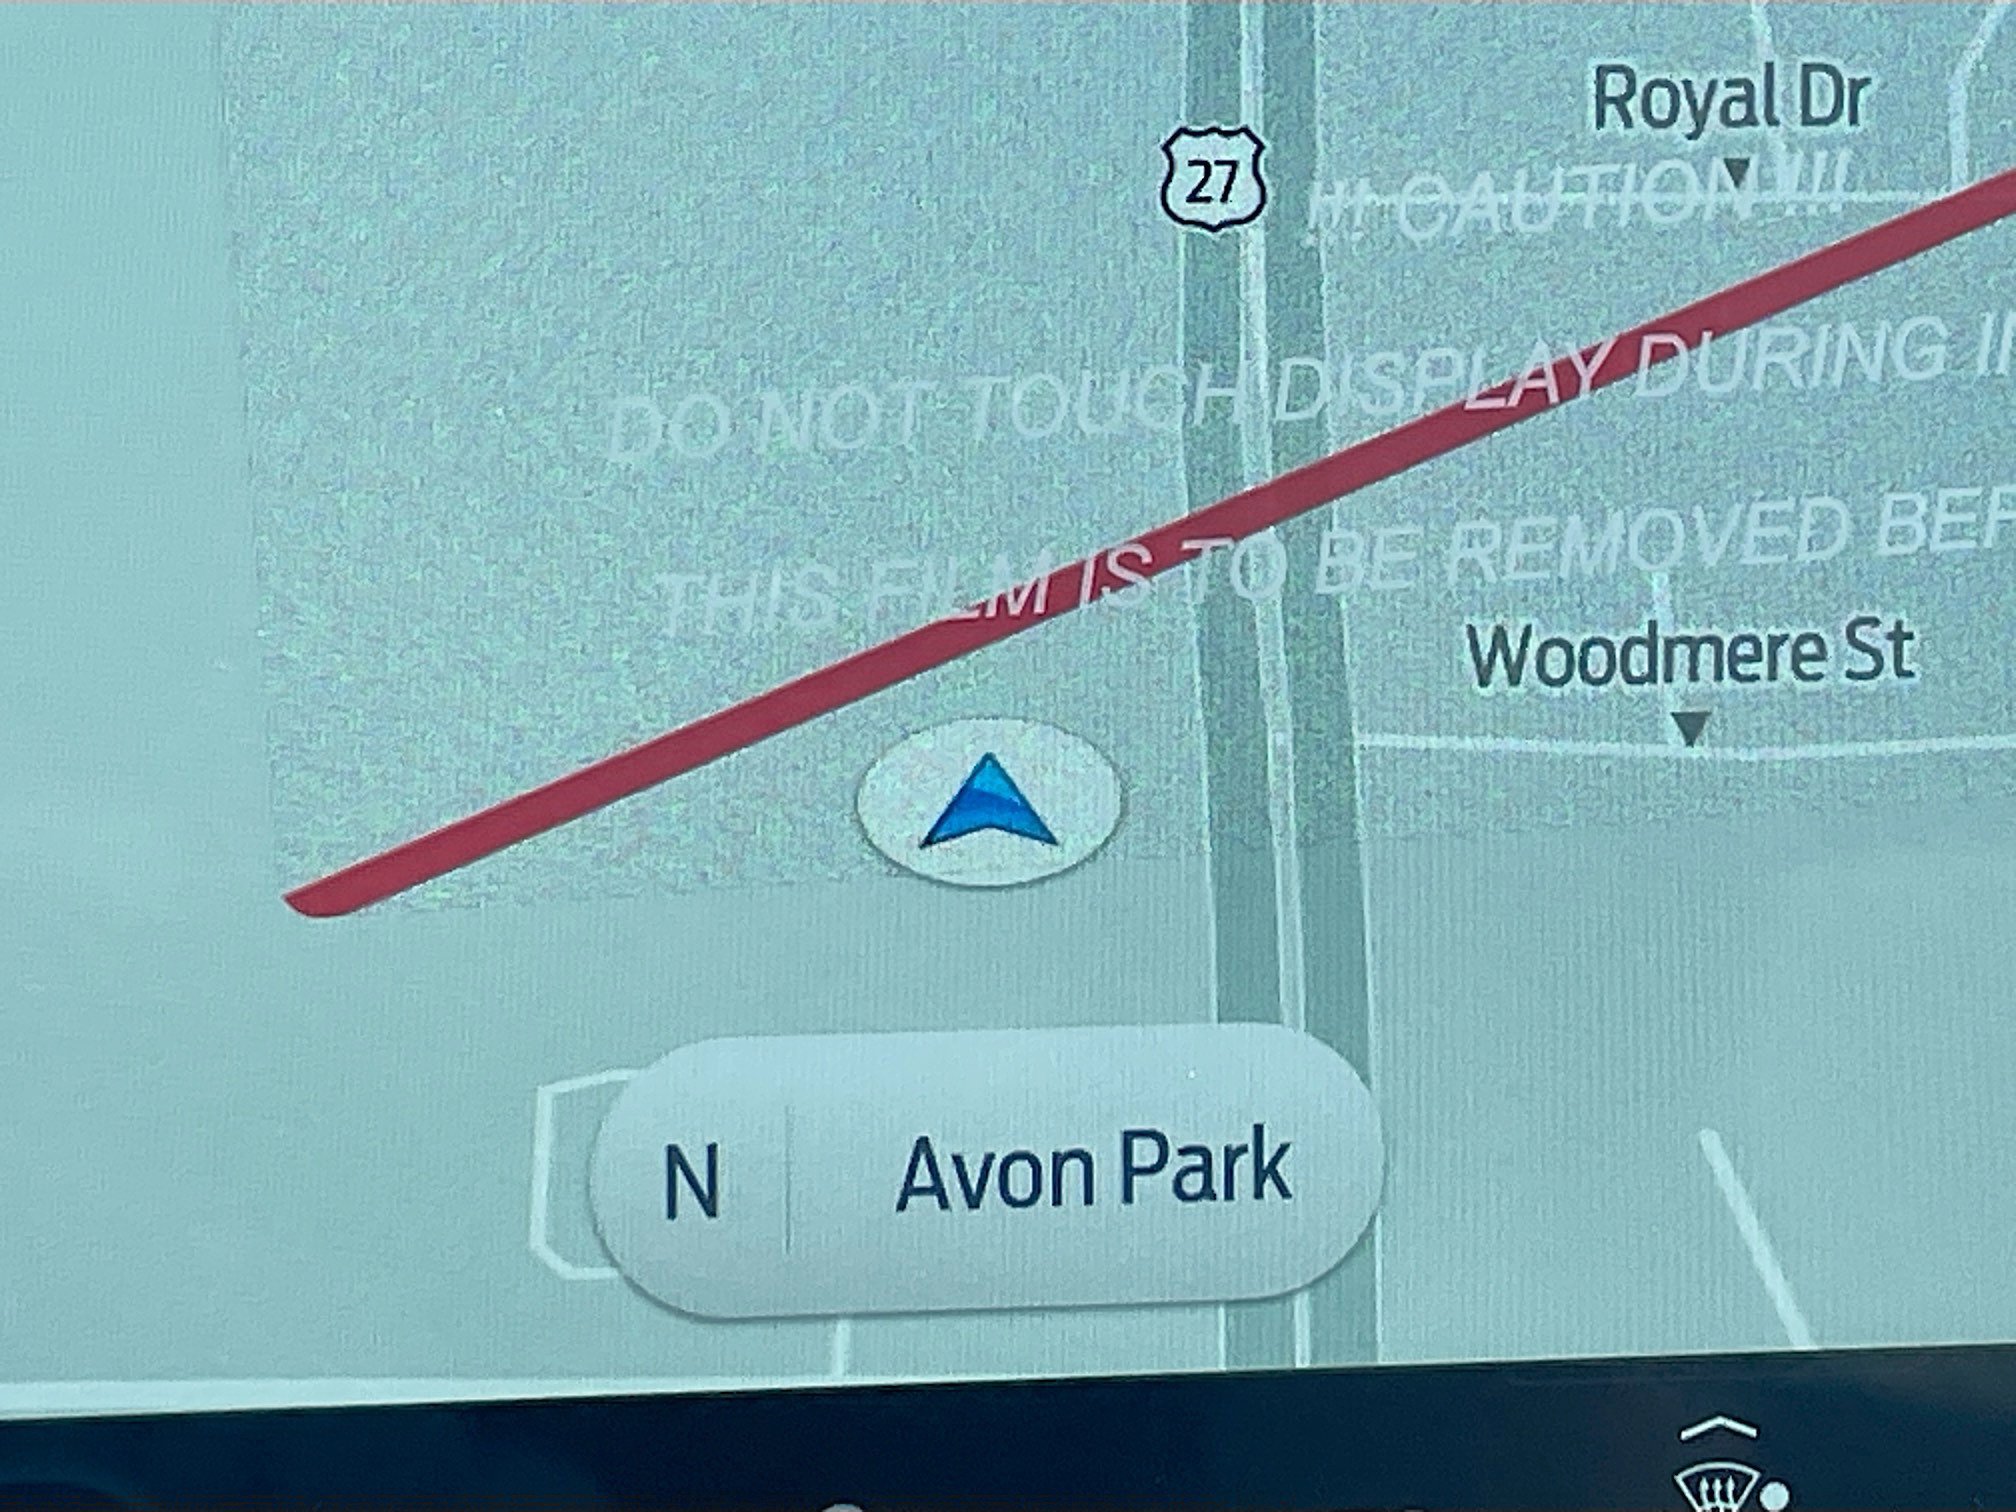 Royal Dr
27
!!! CAUTION !!!
DO NOT TOUCH DISPLAY DURING
THIS FILM IS TO BE REMOVED
Woodmere St
N Avon Park